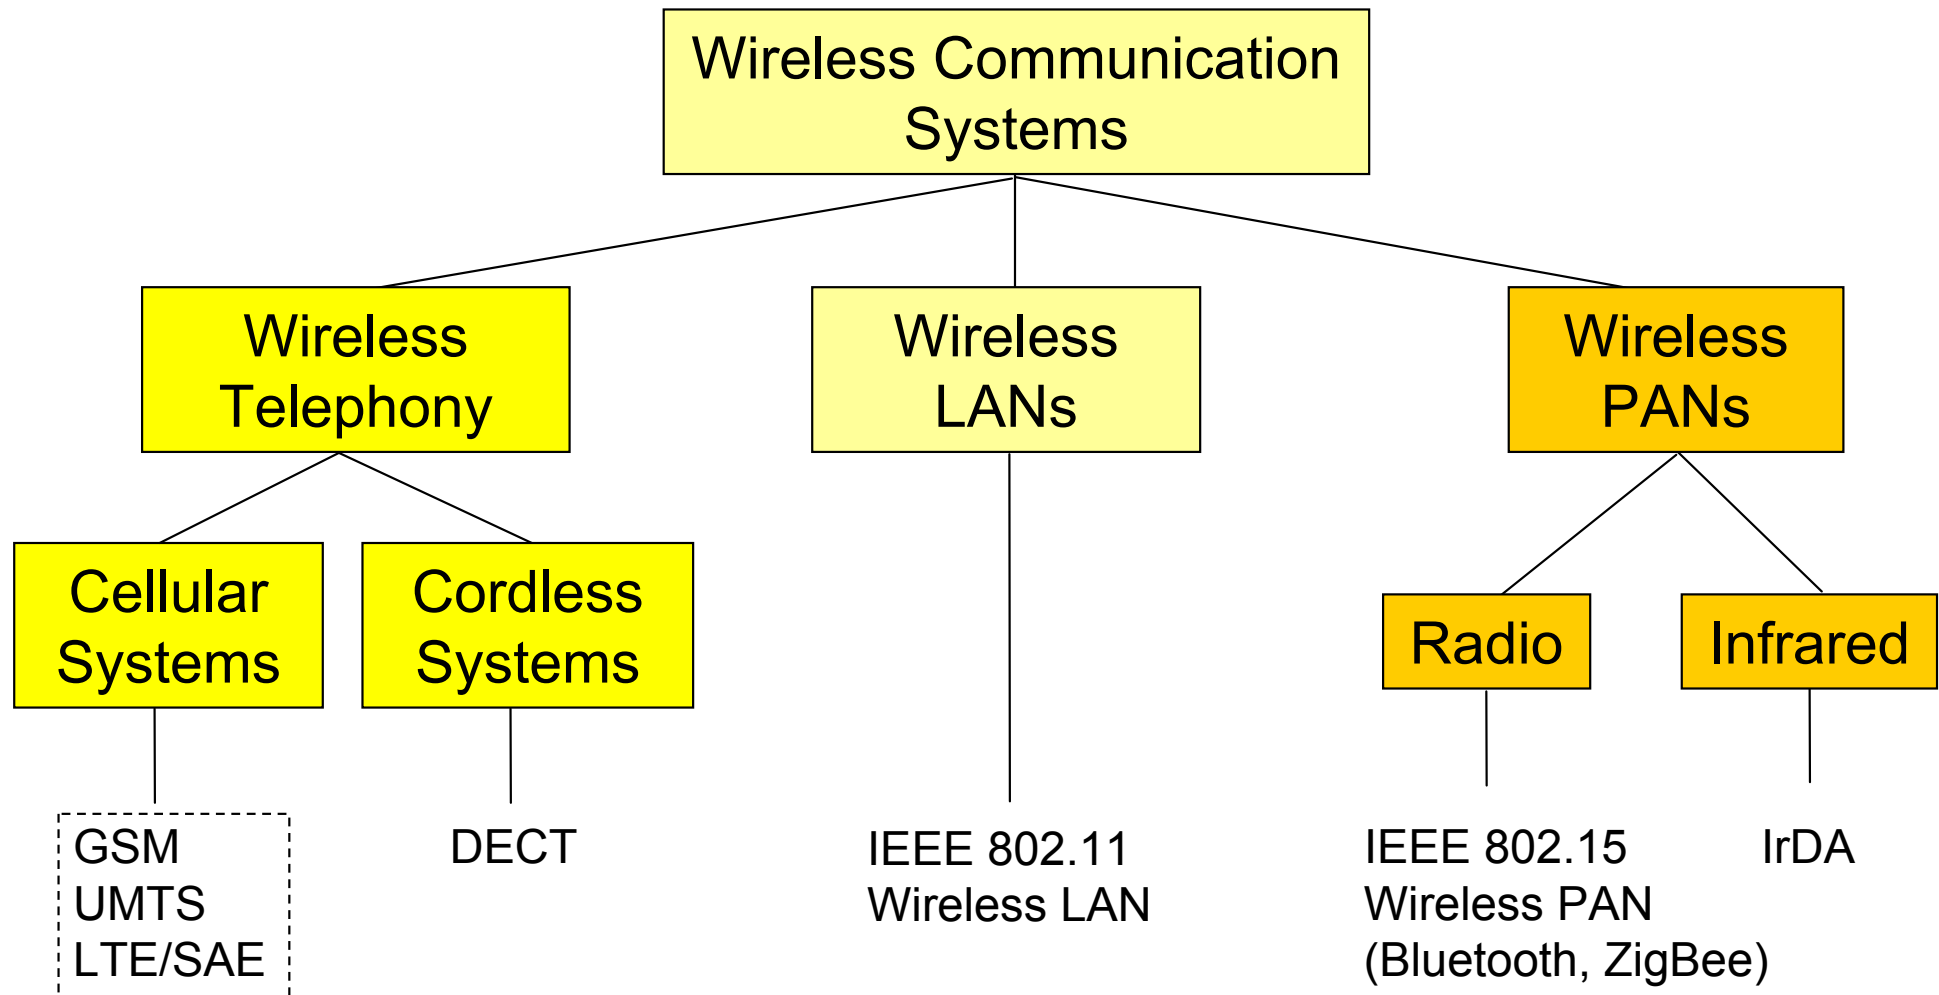 Wireless Communication
Systems
Wireless
Telephony
Wireless
LANs
Wireless
PANs
Cellular
Systems
Cordless
Systems
Radio
Infrared
GSM
UMTS
LTE/SAE
DECT
IEEE 802.11
Wireless LAN
IEEE 802.15
Wireless PAN
(Bluetooth, ZigBee)
IrDA